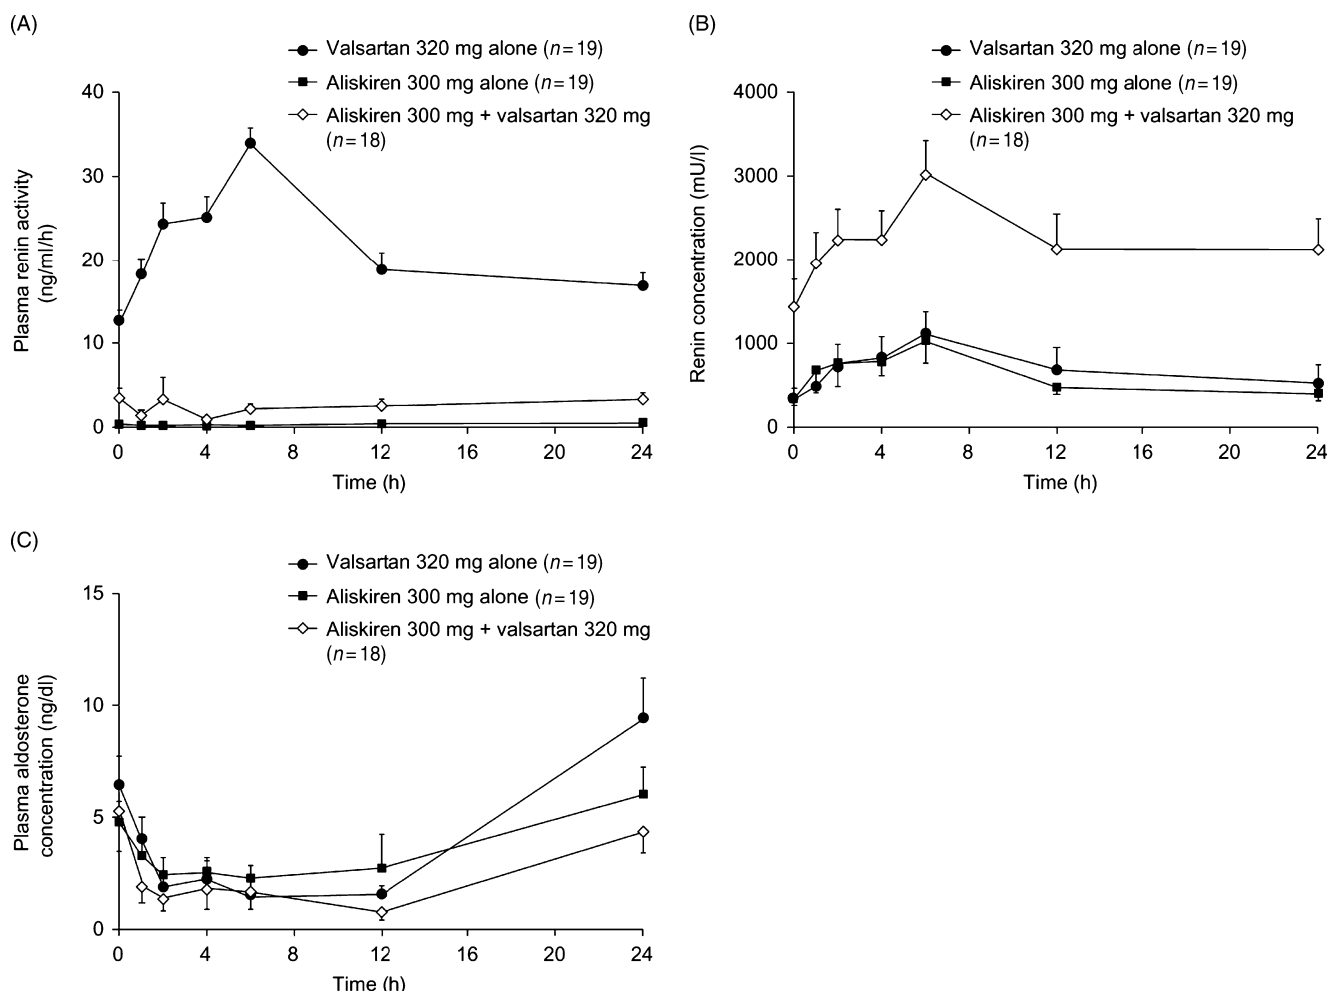 (A)
Valsartan 320 mg alone (n=19)
Aliskiren 300 mg alone (n=19)
Aliskiren 300 mg + valsartan 320 mg
(n=18)
40
30
20
10
0
Plasma renin activity
(ng/ml/h)
0 4 8 12 16 20 24
Time (h)
(B)
Valsartan 320 mg alone (n=19)
Aliskiren 300 mg alone (n=19)
Aliskiren 300 mg + valsartan 320 mg
(n=18)
4000
3000
2000
1000
0
Renin concentration (mU/l)
0 4 8 12 16 20 24
Time (h)
(C)
Valsartan 320 mg alone (n=19)
Aliskiren 300 mg alone (n=19)
Aliskiren 300 mg + valsartan 320 mg
(n=18)
15
10
5
0
Plasma aldosterone
concentration (ng/dl)
0 4 8 12 16 20 24
Time (h)